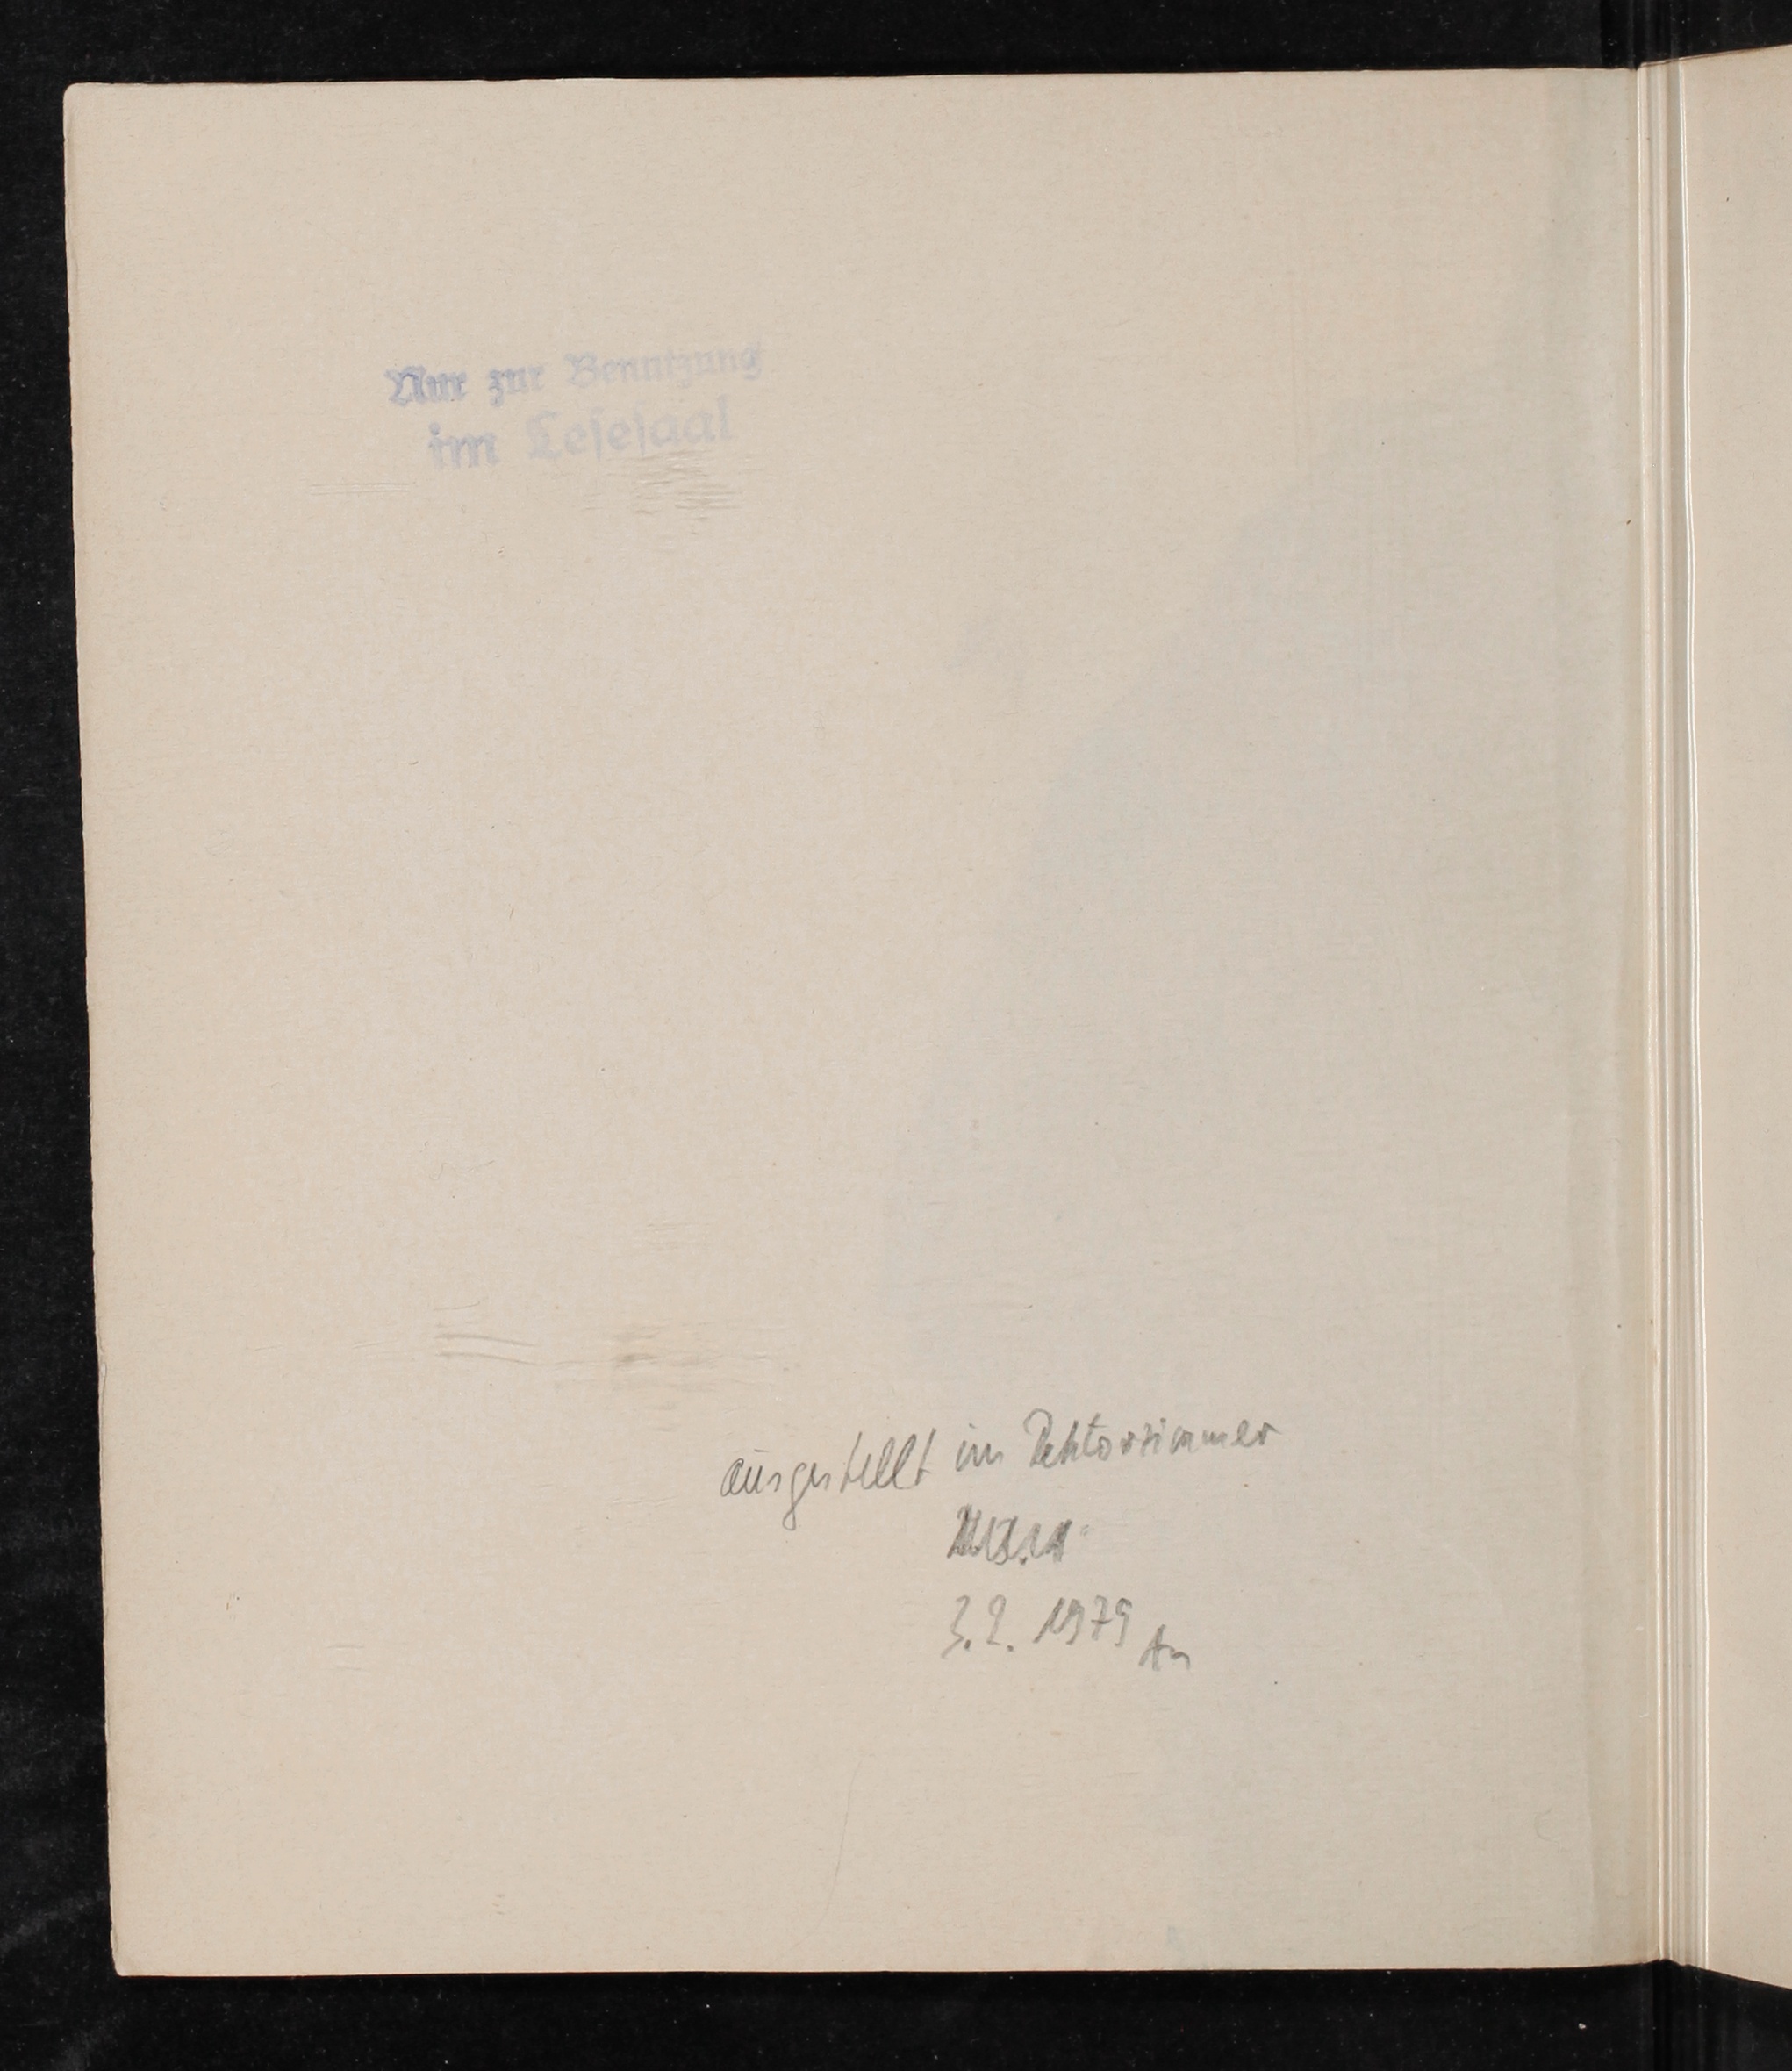 Nur zur Benutzung
im Lesesaal
ausgestellt im Rektorzimmer
3.2. 1979